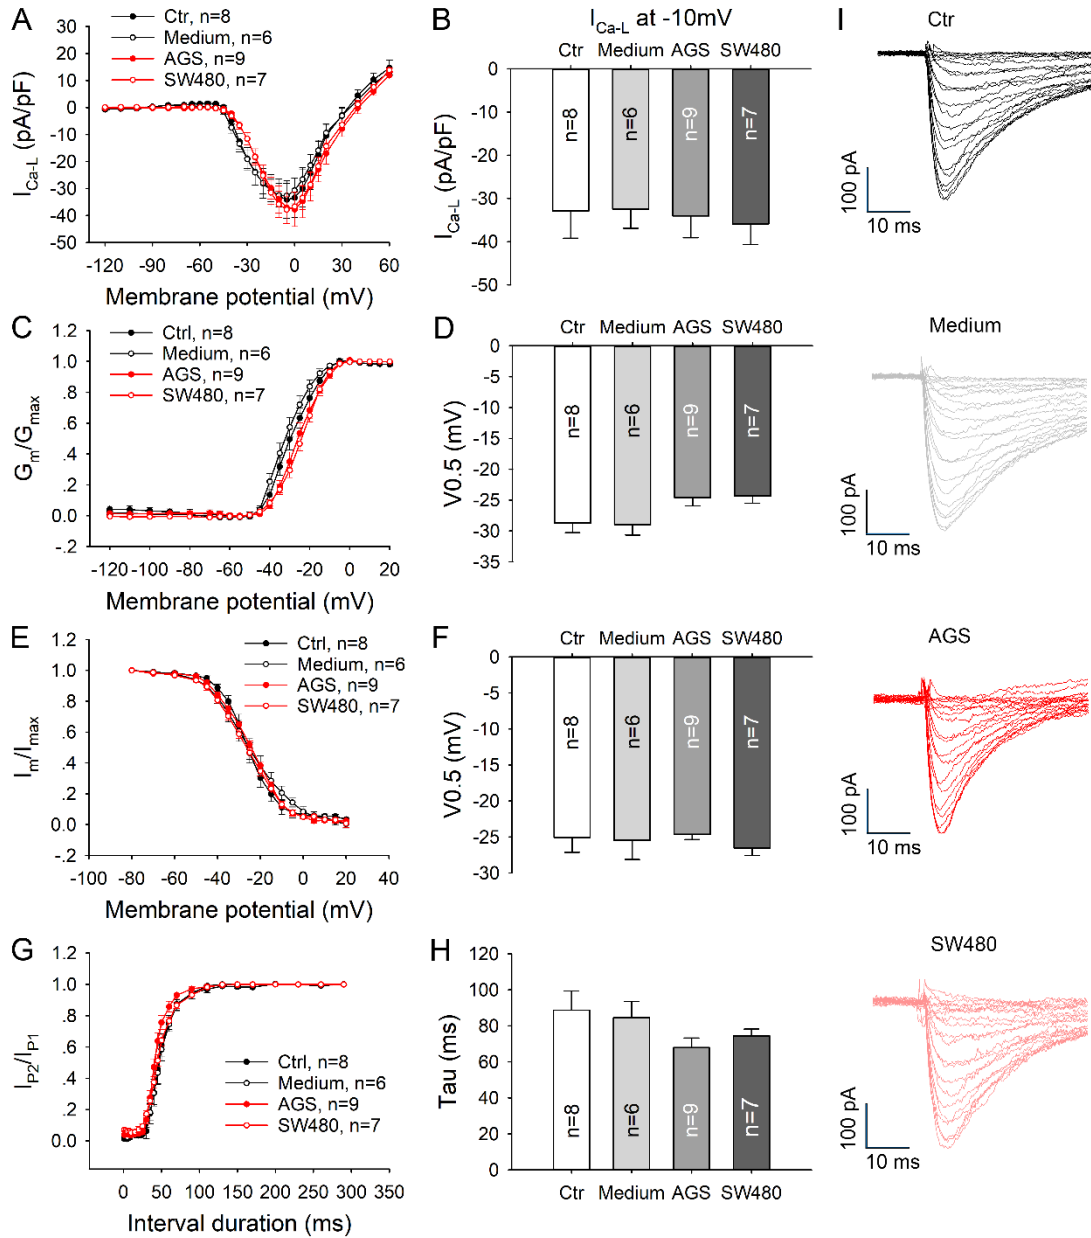 A
Ctr, n=8
Medium, n=6
AGS, n=9
SW480, n=7
30
20
10
0
-10
-20
-30
-40
-50
I_Ca-L (pA/pF)
-120 -90 -60 -30 0 30 60
Membrane potential (mV)
B
I_Ca-L at -10mV
Ctr Medium AGS SW480
0
-10
-20
-30
-40
-50
I_Ca-L (pA/pF)
n=8 n=6 n=9 n=7
I
Ctr
100 pA
10 ms
C
Ctrl, n=8
Medium, n=6
AGS, n=9
SW480, n=7
1.2
1.0
.8
.6
.4
.2
0.0
-.2
G_m/G_max
-120 -100 -80 -60 -40 -20 0 20
Membrane potential (mV)
D
Ctr Medium AGS SW480
0
-5
-10
-15
-20
-25
-30
-35
V0.5 (mV)
n=8 n=6 n=9 n=7
Medium
100 pA
10 ms
E
Ctrl, n=8
Medium, n=6
AGS, n=9
SW480, n=7
1.2
1.0
.8
.6
.4
.2
0.0
-.2
I_m/I_max
-100 -80 -60 -40 -20 0 20 40
Membrane potential (mV)
F
Ctr Medium AGS SW480
0
-5
-10
-15
-20
-25
-30
V0.5 (mV)
n=8 n=6 n=9 n=7
AGS
100 pA
10 ms
G
1.2
1.0
.8
.6
.4
.2
0.0
I_P2/I_P1
Ctrl, n=8
Medium, n=6
AGS, n=9
SW480, n=7
0 50 100 150 200 250 300 350
Interval duration (ms)
H
120
100
80
60
40
20
0
Tau (ms)
n=8 n=6 n=9 n=7
Ctr Medium AGS SW480
SW480
100 pA
10 ms